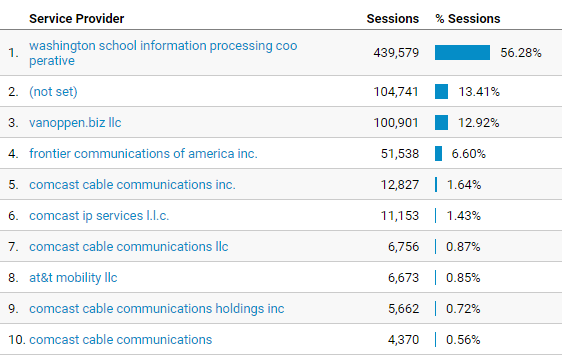 Service Provider Sessions % Sessions
1. washington school information processing coo 439,579 56.28%
perative
2. (not set) 104,741 13.41%
3. vanoppen.biz llc 100,901 12.92%
4. frontier communications of america inc. 51,538 6.60%
5. comcast cable communications inc. 12,827 1.64%
6. comcast ip services l.l.c. 11,153 1.43%
7. comcast cable communications llc 6,756 0.87%
8. at&t mobility llc 6,673 0.85%
9. comcast cable communications holdings inc 5,662 0.72%
10. comcast cable communications 4,370 0.56%